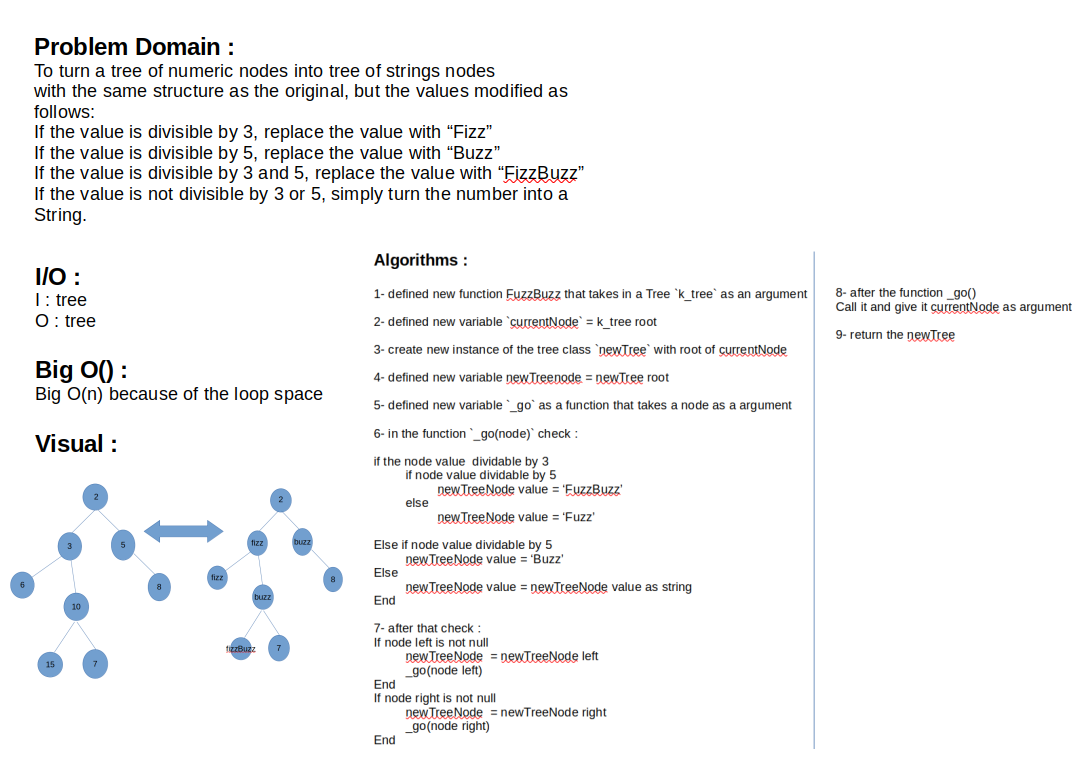 Problem Domain :
To turn a tree of numeric nodes into tree of strings nodes
with the same structure as the original, but the values modified as
follows:
If the value is divisible by 3, replace the value with “Fizz”
If the value is divisible by 5, replace the value with “Buzz”
If the value is divisible by 3 and 5, replace the value with “FizzBuzz”
If the value is not divisible by 3 or 5, simply turn the number into a
String.
I/O :
I : tree
O : tree
Big O() :
Big O(n) because of the loop space
Visual :
2
3
5
6
10
8
15
7
2
fizz
buzz
fizz
buzz
8
fizzBuzz
7
Algorithms :
1- defined new function FuzzBuzz that takes in a Tree `k_tree` as an argument
2- defined new variable `currentNode` = k_tree root
3- create new instance of the tree class `newTree` with root of currentNode
4- defined new variable newTreenode = newTree root
5- defined new variable `_go` as a function that takes a node as a argument
6- in the function `_go(node)` check :
if the node value  dividable by 3
if node value dividable by 5
newTreeNode value = ‘FuzzBuzz’
else
newTreeNode value = ‘Fuzz’
Else if node value dividable by 5
newTreeNode value = ‘Buzz’
Else
newTreeNode value = newTreeNode value as string
End
7- after that check :
If node left is not null
newTreeNode  = newTreeNode left
_go(node left)
End
If node right is not null
newTreeNode  = newTreeNode right
_go(node right)
End
8- after the function _go()
Call it and give it currentNode as argument
9- return the newTree